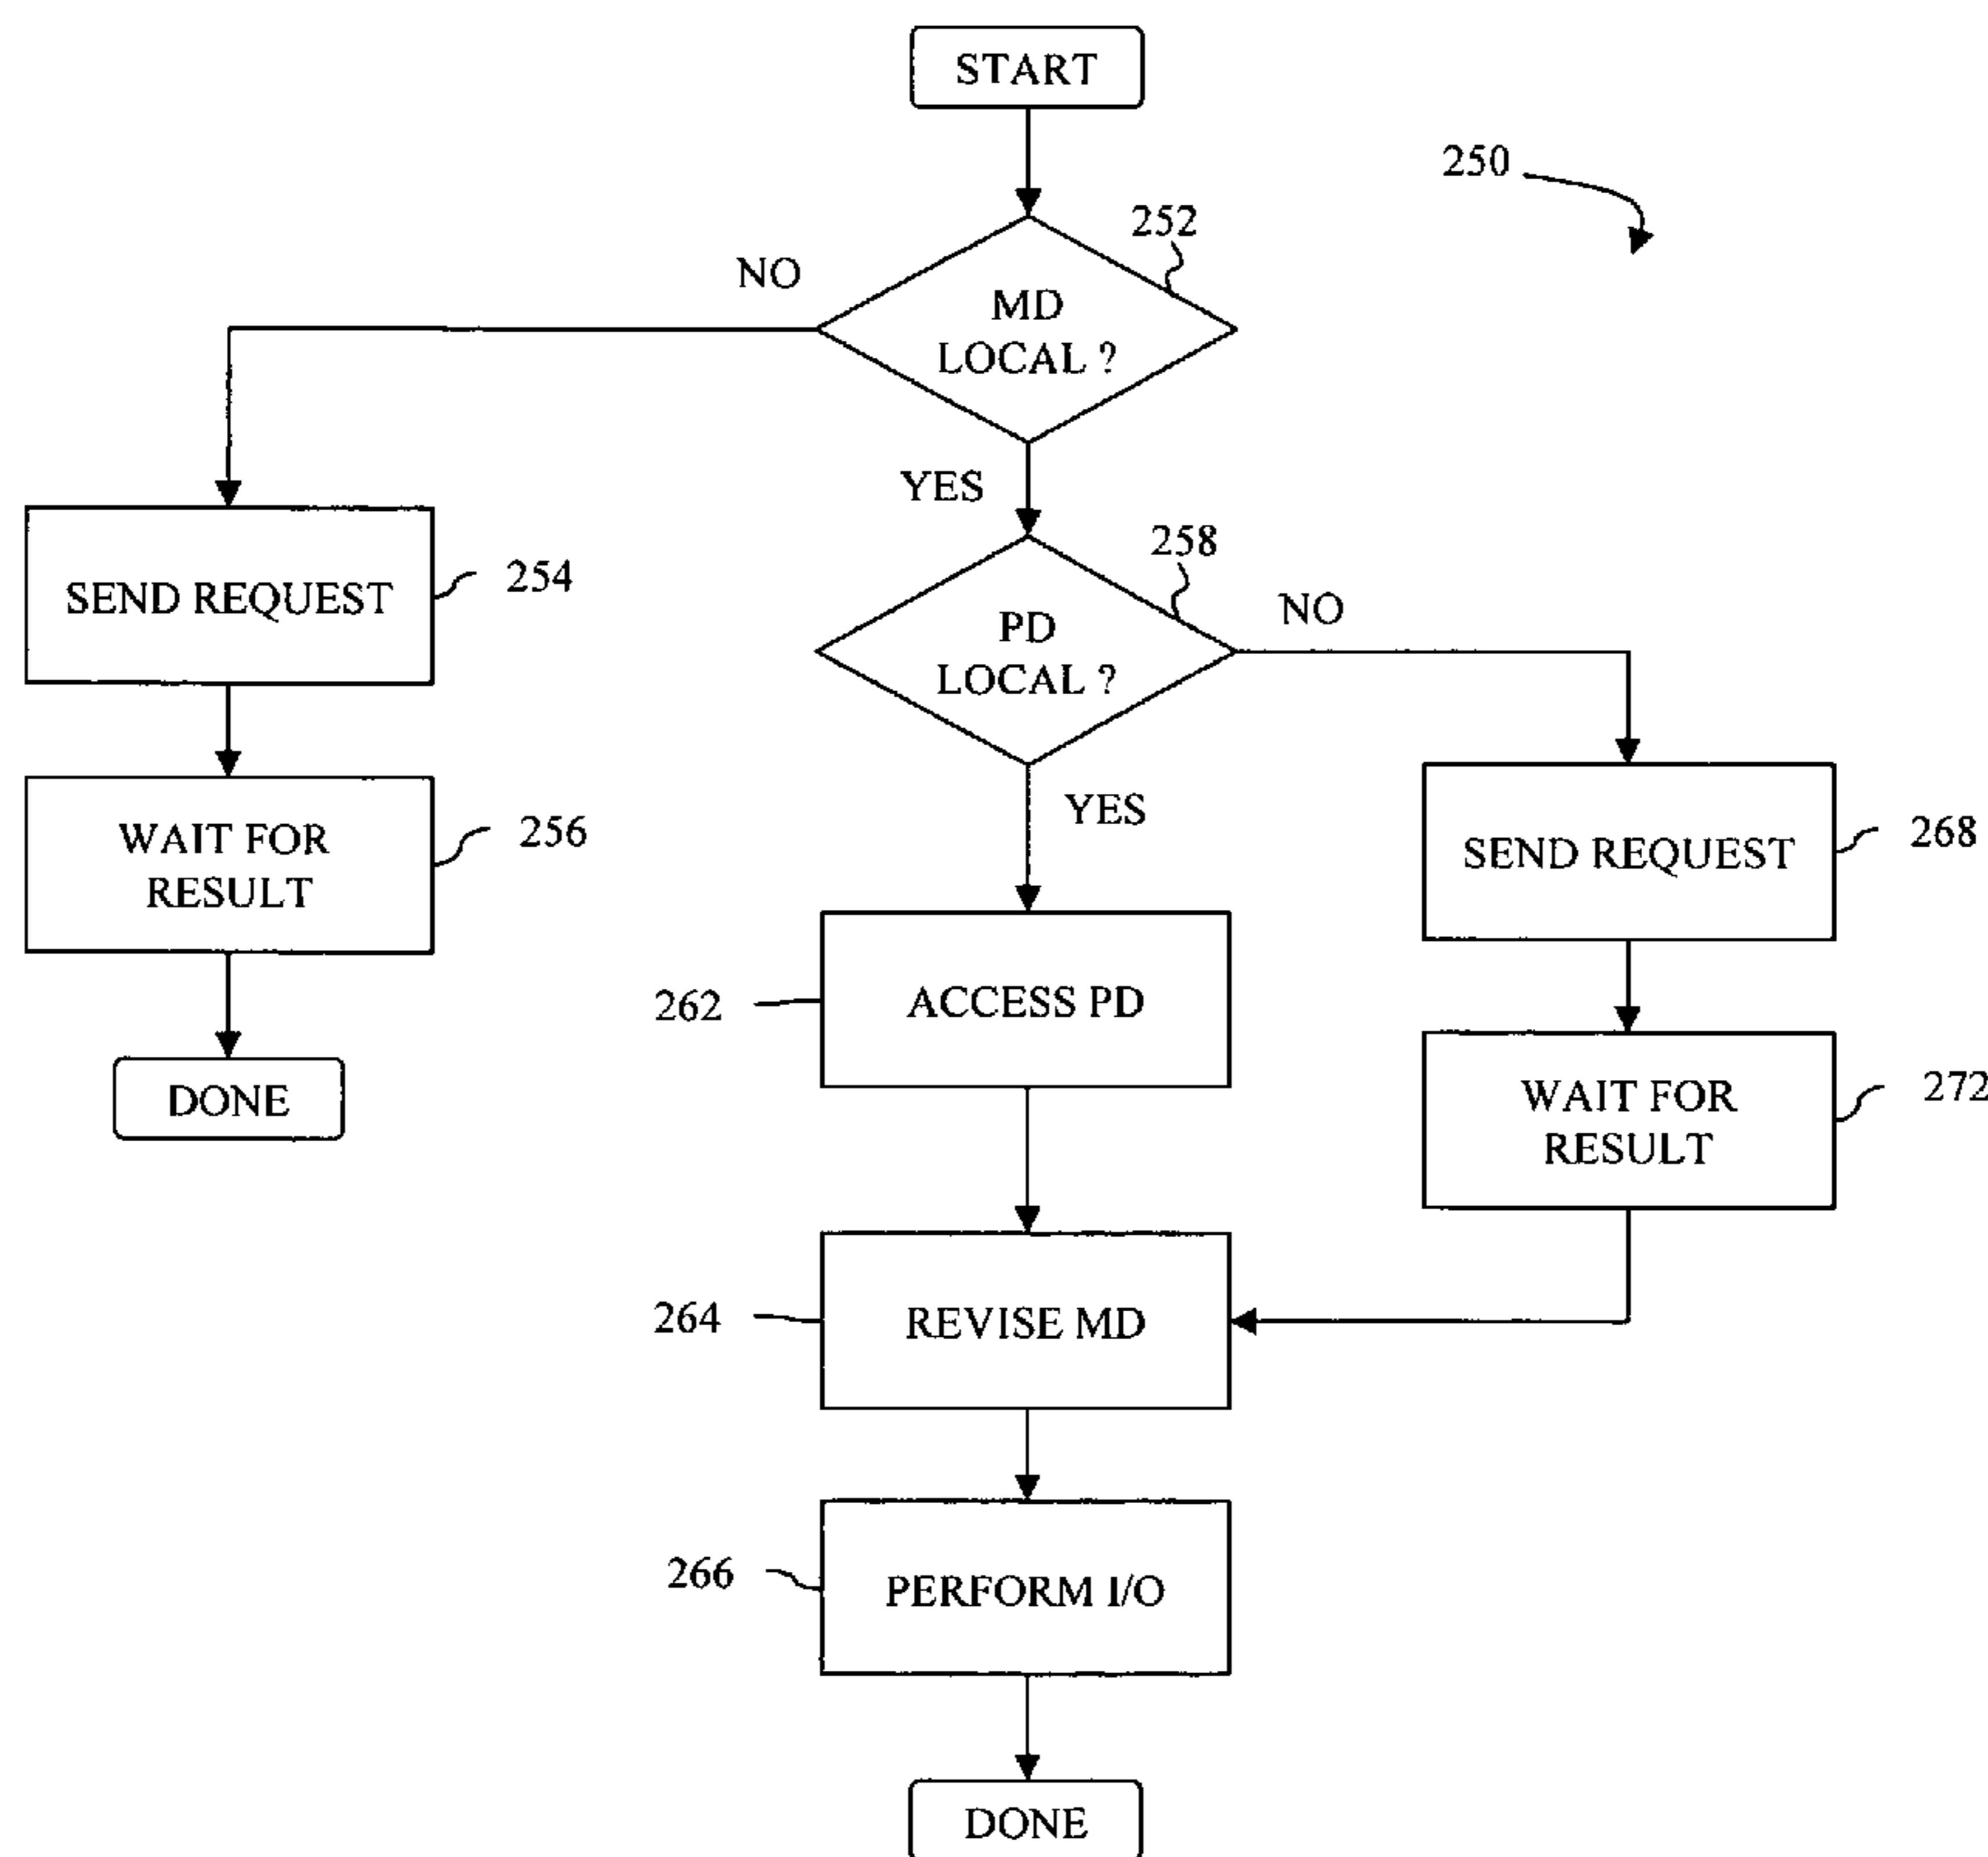 START
250
252
NO
MD
LOCAL ?
YES
258
SEND REQUEST
254
NO
PD
LOCAL ?
YES
WAIT FOR
RESULT
256
SEND REQUEST
268
262
ACCESS PD
DONE
WAIT FOR
RESULT
272
264
REVISE MD
266
PERFORM I/O
DONE